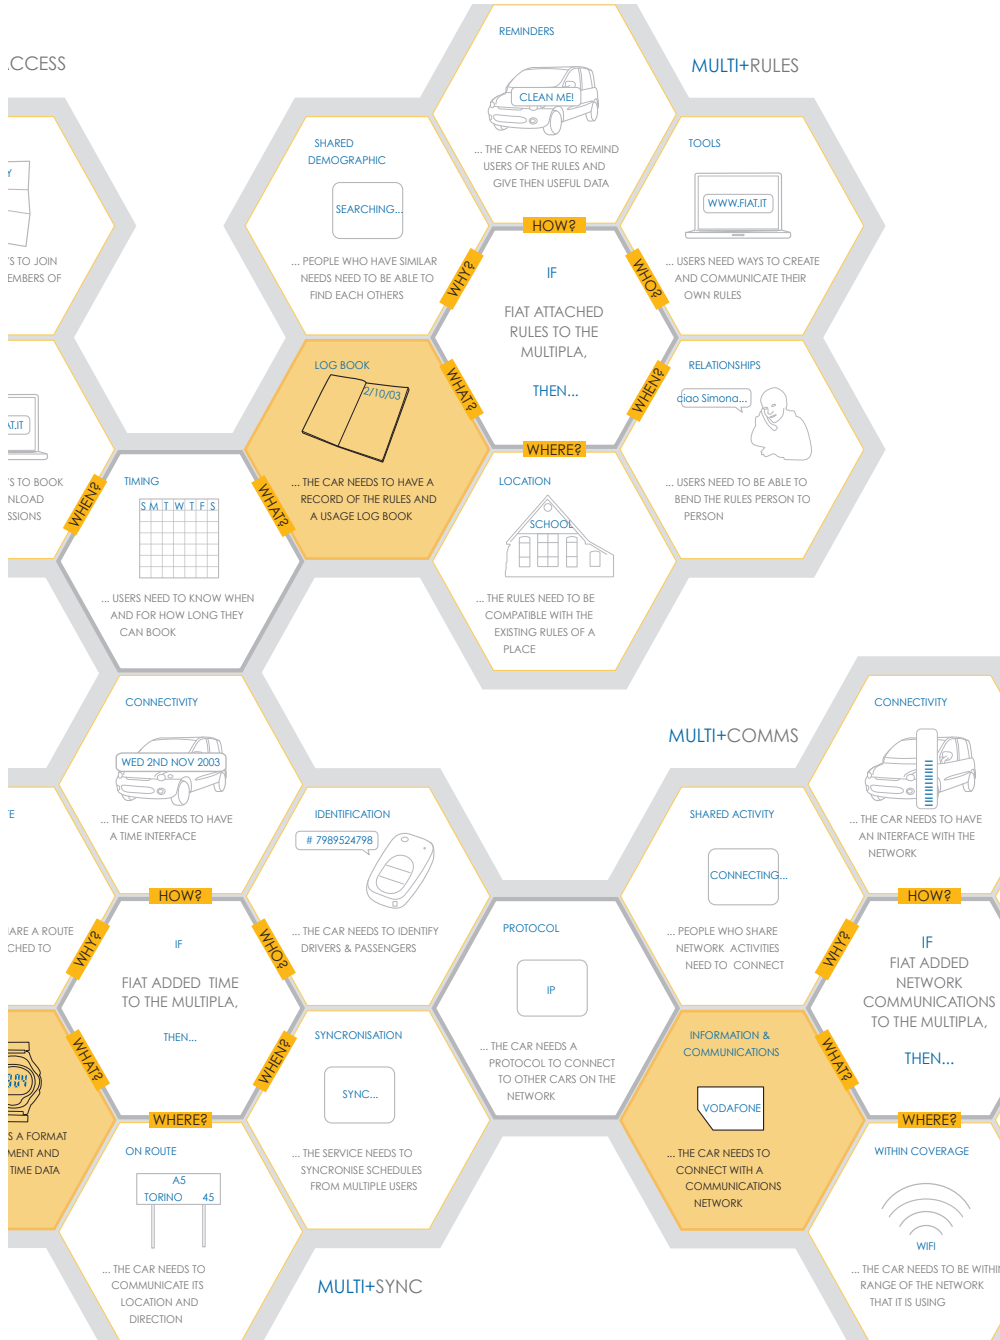 .CCESS
MULTI+RULES
REMINDERS
CLEAN ME!
... THE CAR NEEDS TO REMIND
USERS OF THE RULES AND
GIVE THEN USEFUL DATA
SHARED
DEMOGRAPHIC
SEARCHING...
... PEOPLE WHO HAVE SIMILAR
NEEDS NEED TO BE ABLE TO
FIND EACH OTHERS
TOOLS
WWW.FIAT.IT
... USERS NEED WAYS TO CREATE
AND COMMUNICATE THEIR
OWN RULES
Y
'S TO JOIN
EMBERS OF
HOW?
WHY?
WHO?
IF
FIAT ATTACHED
RULES TO THE
MULTIPLA,
THEN...
WHAT?
WHEN?
WHERE?
LOG BOOK
2/10/03
... THE CAR NEEDS TO HAVE A
RECORD OF THE RULES AND
A USAGE LOG BOOK
RELATIONSHIPS
ciao Simona...
... USERS NEED TO BE ABLE TO
BEND THE RULES PERSON TO
PERSON
AT.IT
'S TO BOOK
NLOAD
SSIONS
WHEN?
TIMING
S M T W T F S
... USERS NEED TO KNOW WHEN
AND FOR HOW LONG THEY
CAN BOOK
WHAT?
LOCATION
SCHOOL
... THE RULES NEED TO BE
COMPATIBLE WITH THE
EXISTING RULES OF A
PLACE
CONNECTIVITY
WED 2ND NOV 2003
... THE CAR NEEDS TO HAVE
A TIME INTERFACE
MULTI+COMMS
CONNECTIVITY
... THE CAR NEEDS TO HAVE
AN INTERFACE WITH THE
NETWORK
TE
ARE A ROUTE
CHED TO
IDENTIFICATION
# 7989524798
... THE CAR NEEDS TO IDENTIFY
DRIVERS & PASSENGERS
SHARED ACTIVITY
CONNECTING...
... PEOPLE WHO SHARE
NETWORK ACTIVITIES
NEED TO CONNECT
HOW?
WHY?
WHO?
IF
FIAT ADDED TIME
TO THE MULTIPLA,
THEN...
WHAT?
WHEN?
WHERE?
PROTOCOL
IP
... THE CAR NEEDS A
PROTOCOL TO CONNECT
TO OTHER CARS ON THE
NETWORK
HOW?
WHY?
IF
FIAT ADDED
NETWORK
COMMUNICATIONS
TO THE MULTIPLA,
THEN...
WHAT?
WHERE?
S A FORMAT
MENT AND
TIME DATA
SYNCRONISATION
SYNC...
... THE SERVICE NEEDS TO
SYNCRONISE SCHEDULES
FROM MULTIPLE USERS
INFORMATION &
COMMUNICATIONS
VODAFONE
... THE CAR NEEDS TO
CONNECT WITH A
COMMUNICATIONS
NETWORK
ON ROUTE
A5
TORINO 45
... THE CAR NEEDS TO
COMMUNICATE ITS
LOCATION AND
DIRECTION
WITHIN COVERAGE
WIFI
... THE CAR NEEDS TO BE WITHIN
RANGE OF THE NETWORK
THAT IT IS USING
MULTI+SYNC